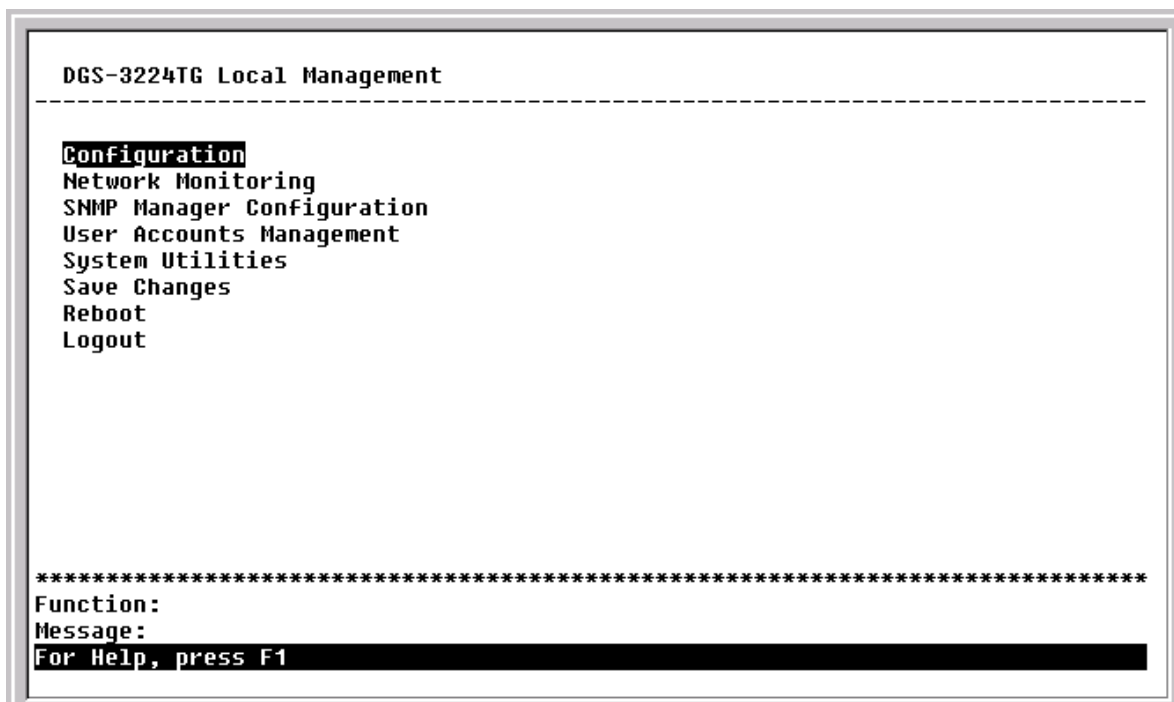 DGS-3224TG Local Management
-------------------------------------------------------------------------------
Configuration
Network Monitoring
SNMP Manager Configuration
User Accounts Management
System Utilities
Save Changes
Reboot
Logout
*******************************************************************************
Function:
Message:
For Help, press F1